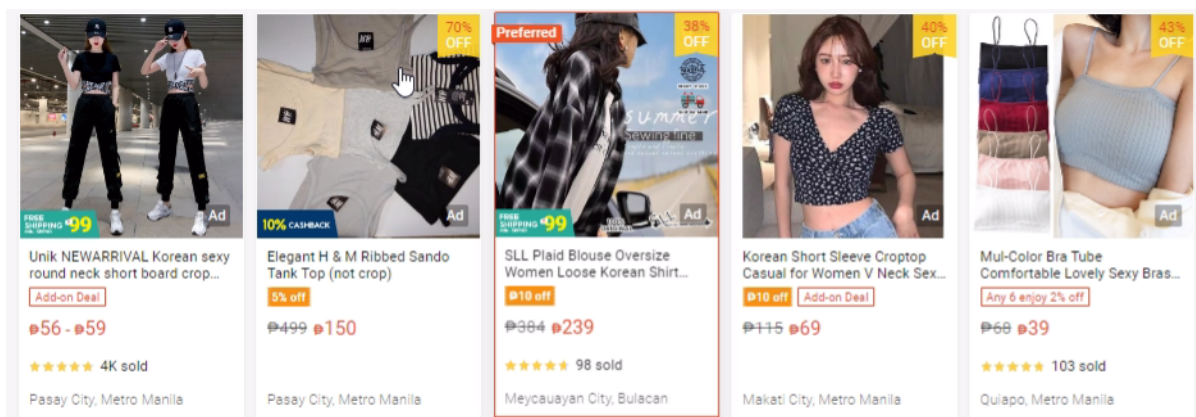 FREE
SHIPPING ₱99
Ad
Unik NEWARRIVAL Korean sexy
round neck short board crop...
Add-on Deal
₱56 - ₱59
4K sold
Pasay City, Metro Manila
70%
OFF
10% CASHBACK
Ad
Elegant H & M Ribbed Sando
Tank Top (not crop)
5% off
₱499 ₱150
Pasay City, Metro Manila
Preferred
38%
OFF
summer
Sewing line
FREE
SHIPPING ₱99
Ad
SLL Plaid Blouse Oversize
Women Loose Korean Shirt...
₱10 off
₱384 ₱239
98 sold
Meycauayan City, Bulacan
40%
OFF
Ad
Korean Short Sleeve Croptop
Casual for Women V Neck Sex...
₱10 off Add-on Deal
₱115 ₱69
Makati City, Metro Manila
43%
OFF
Ad
Mul-Color Bra Tube
Comfortable Lovely Sexy Bras...
Any 6 enjoy 2% off
₱68 ₱39
103 sold
Quiapo, Metro Manila